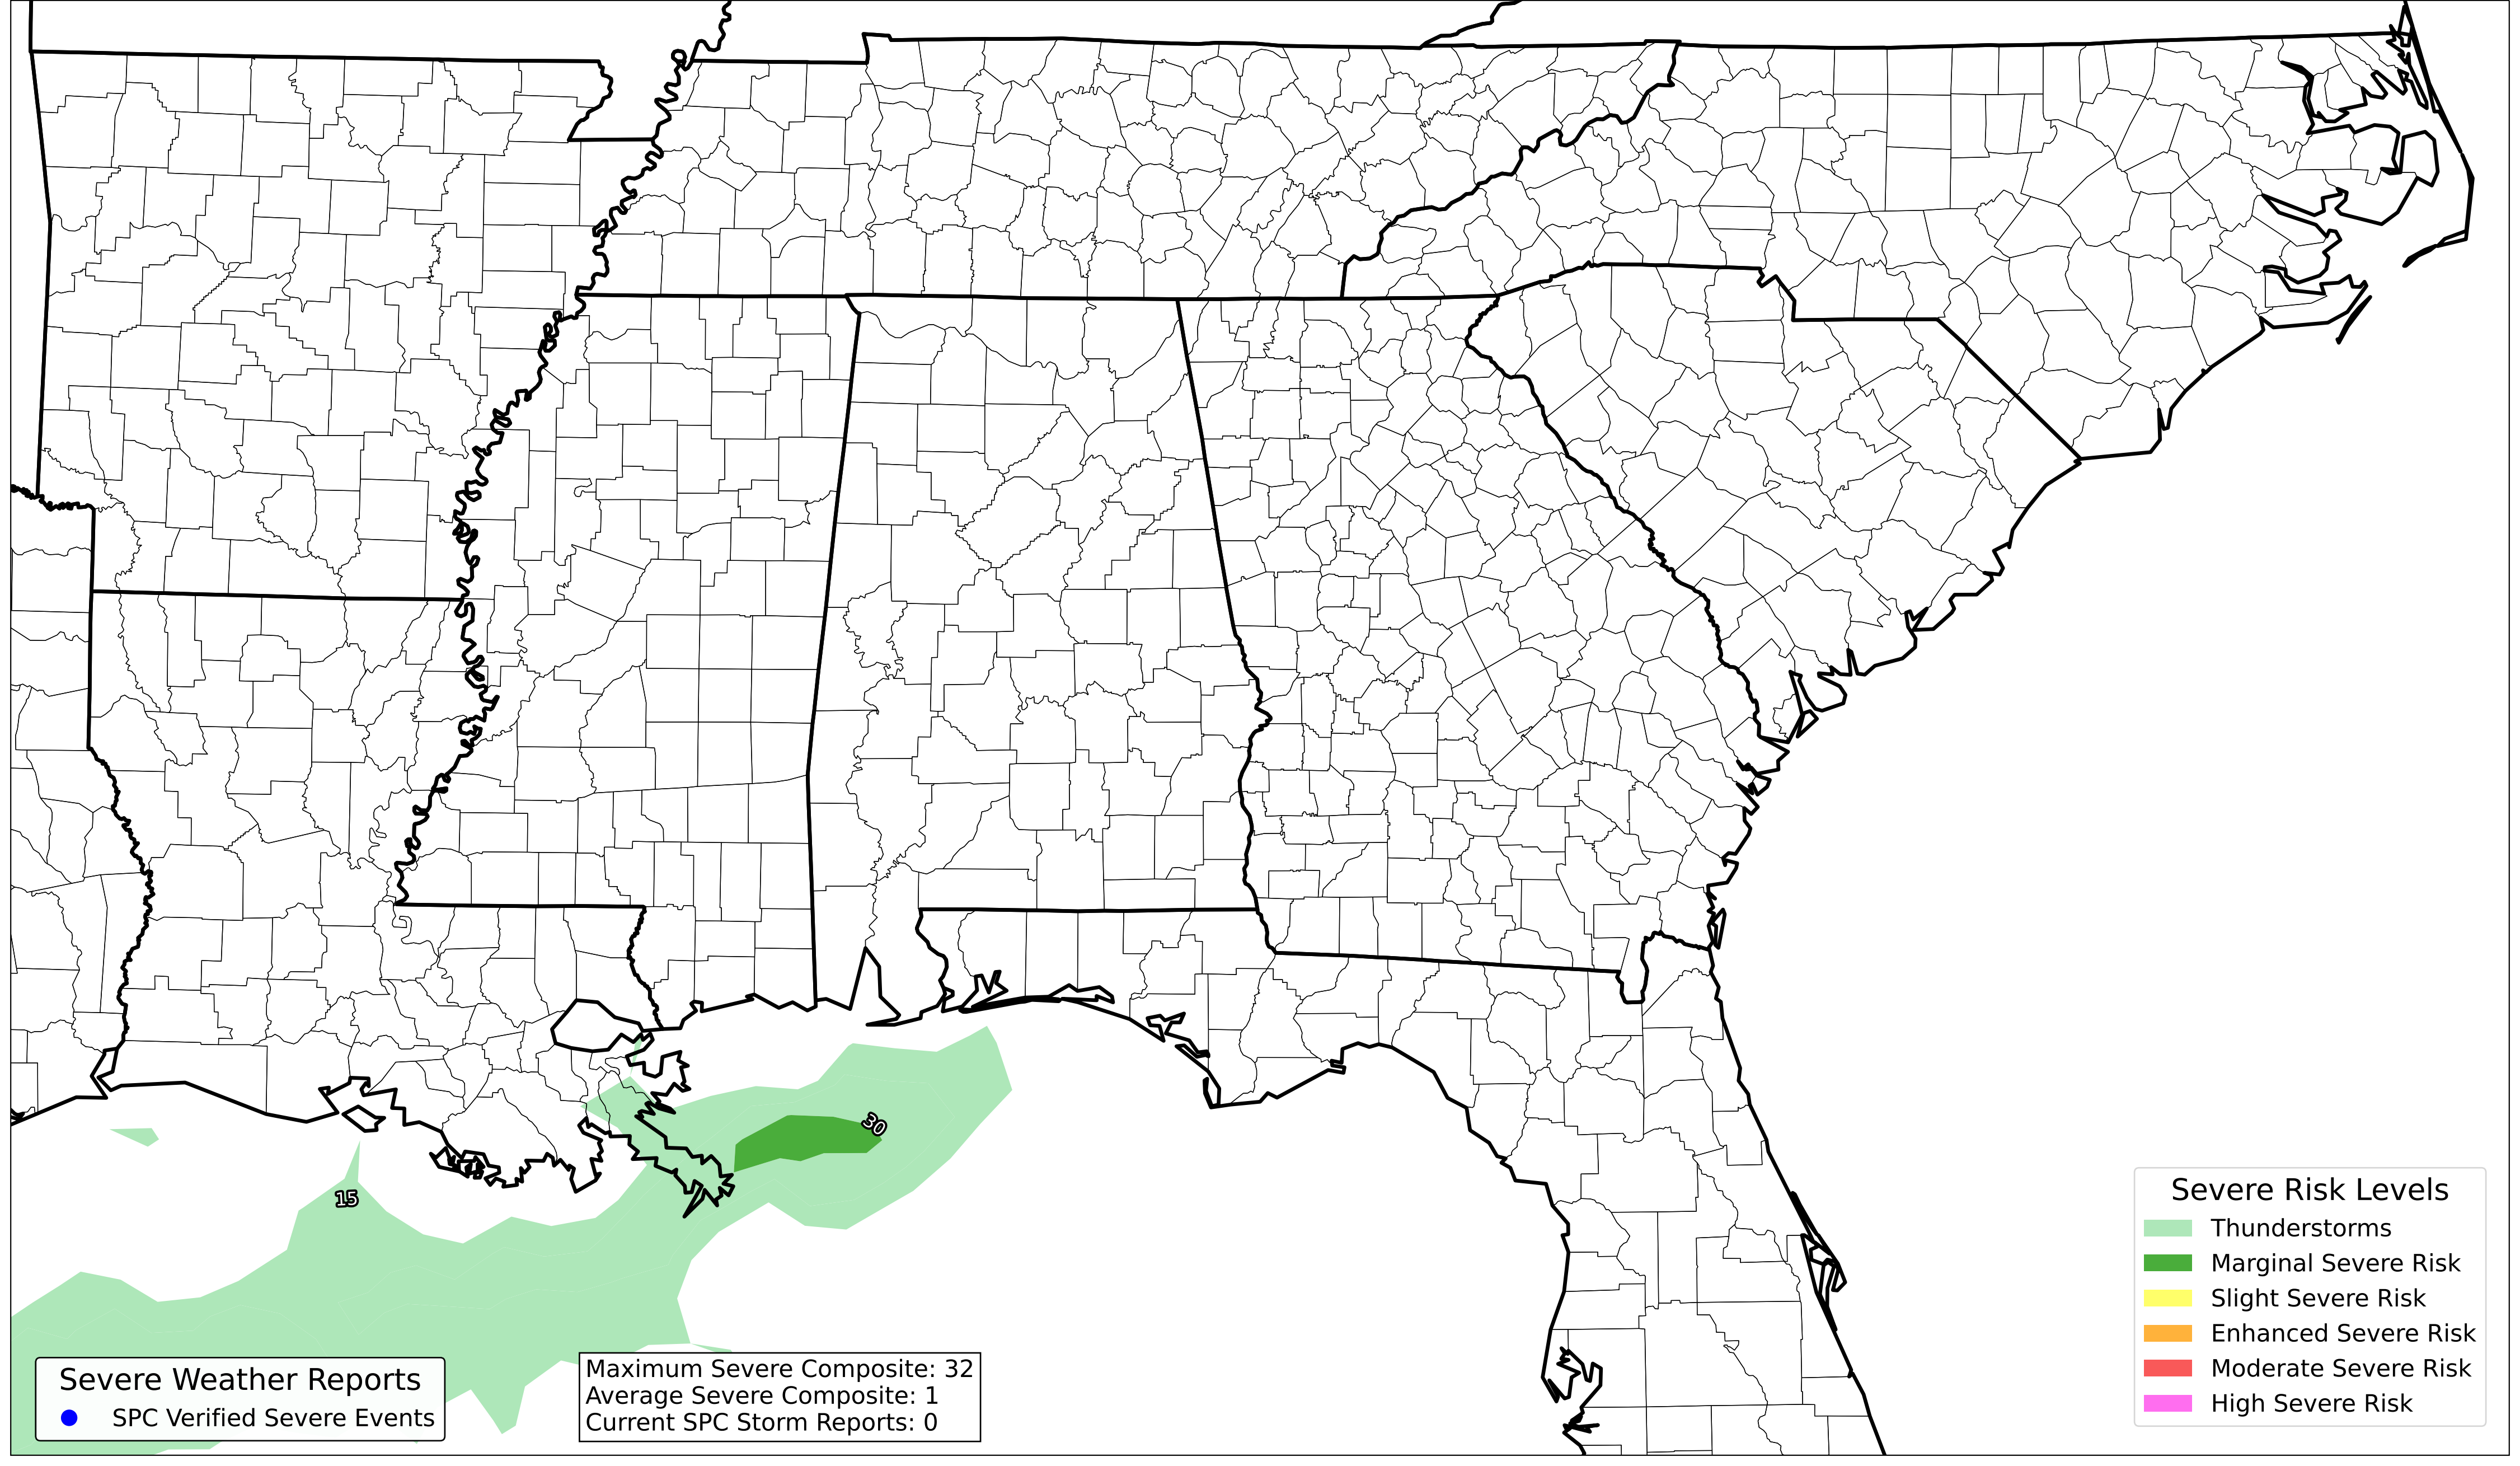 30
15
Severe Risk Levels
Thunderstorms
Marginal Severe Risk
Slight Severe Risk
Enhanced Severe Risk
Moderate Severe Risk
High Severe Risk
Severe Weather Reports
SPC Verified Severe Events
Maximum Severe Composite: 32
Average Severe Composite: 1
Current SPC Storm Reports: 0